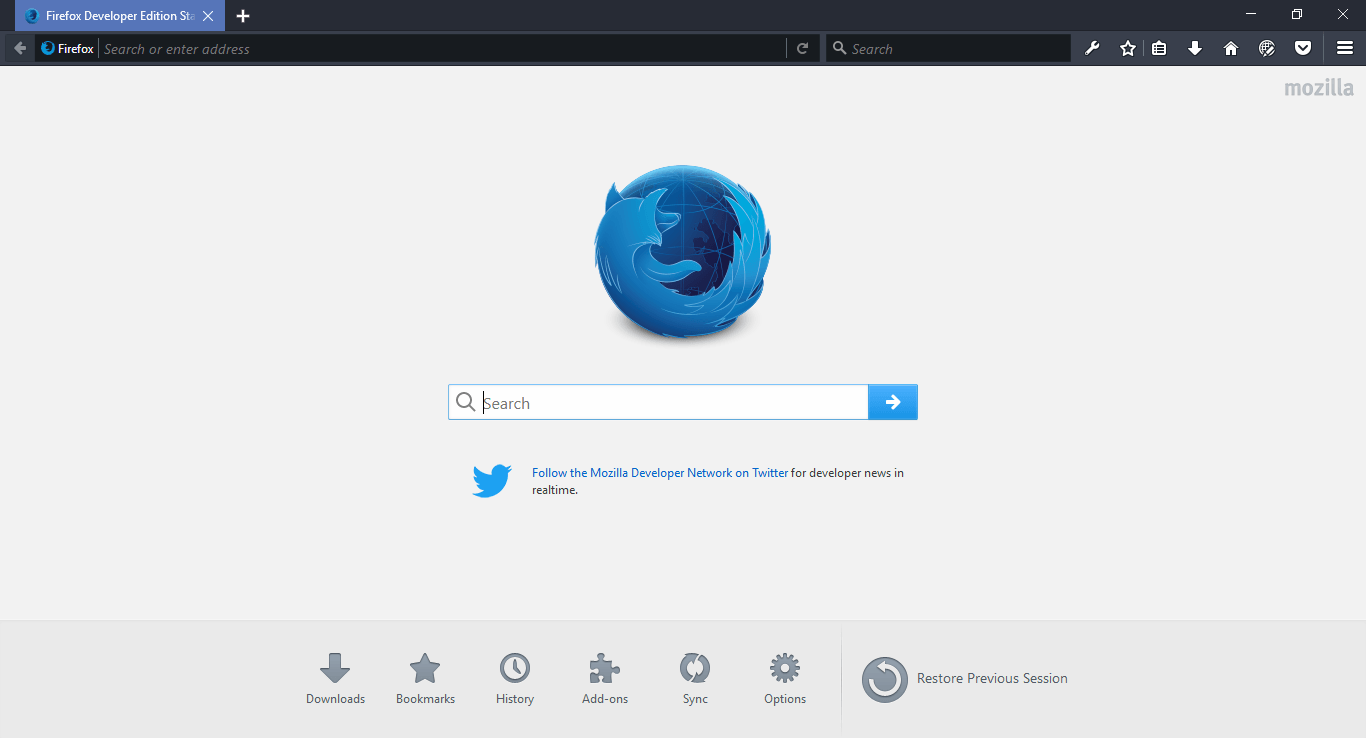 Firefox Developer Edition Sta
Firefox Search or enter address Search
mozilla
Search
Follow the Mozilla Developer Network on Twitter for developer news in
realtime.
Downloads Bookmarks History Add-ons Sync Options Restore Previous Session